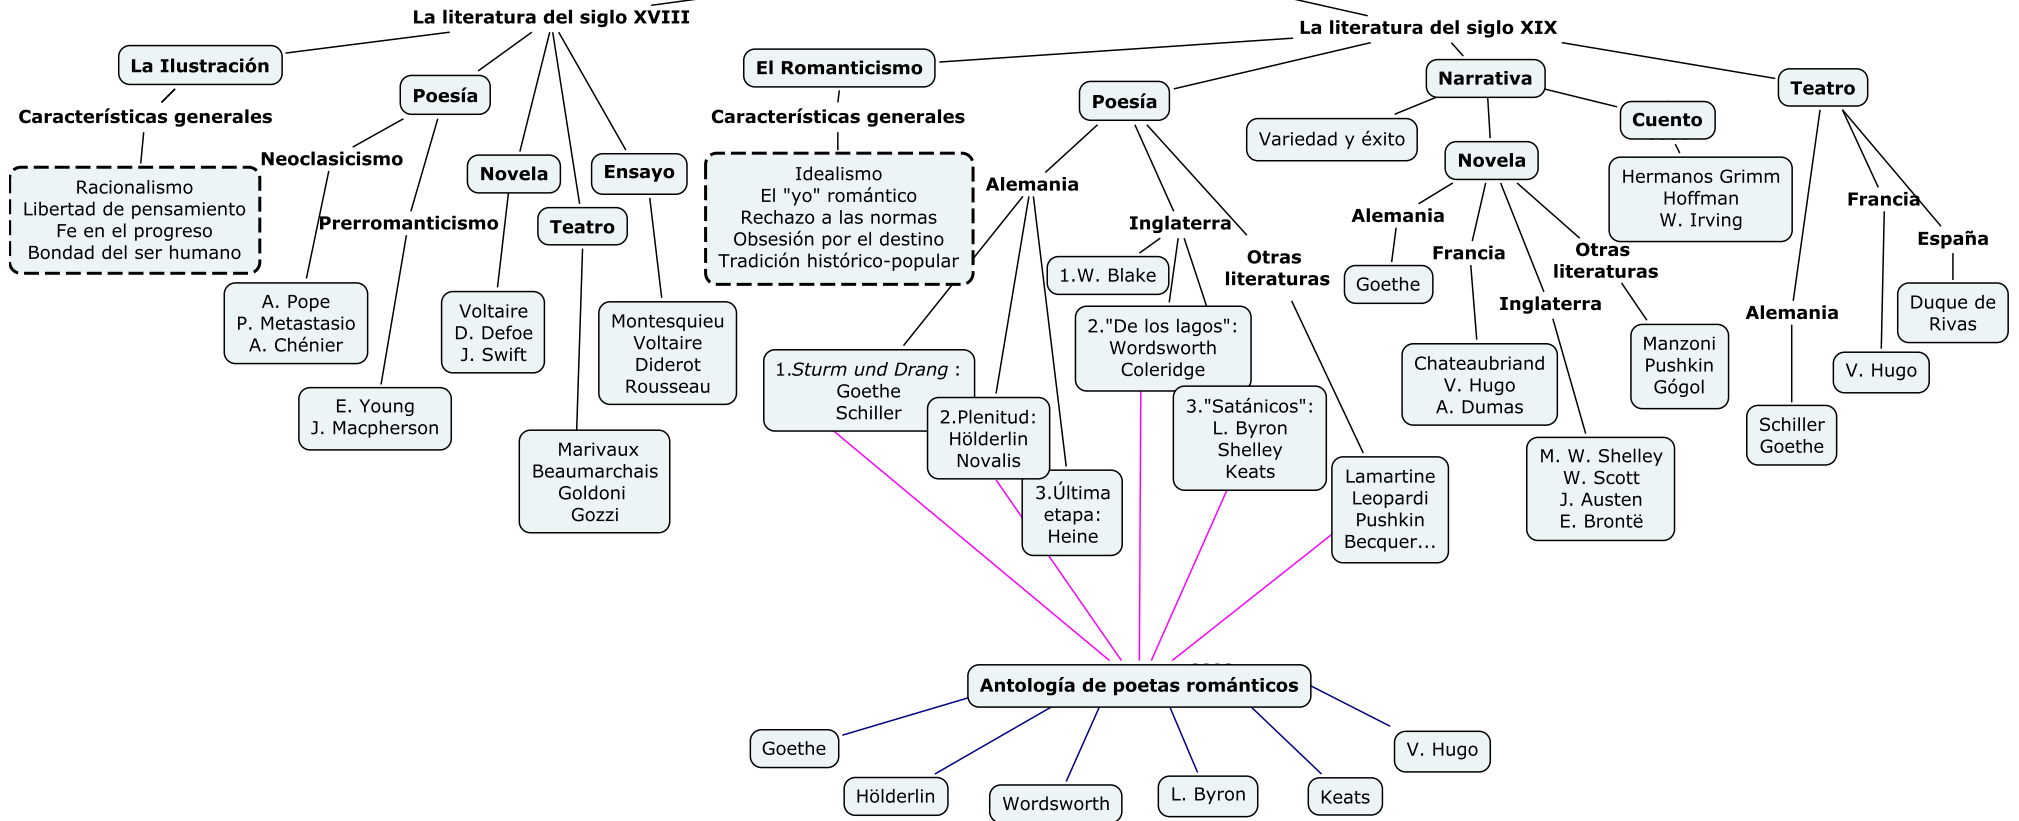 La literatura del siglo XVIII
La Ilustración
Características generales
Racionalismo
Libertad de pensamiento
Fe en el progreso
Bondad del ser humano
Poesía
Neoclasicismo
A. Pope
P. Metastasio
A. Chénier
Prerromanticismo
E. Young
J. Macpherson
Novela
Voltaire
D. Defoe
J. Swift
Teatro
Marivaux
Beaumarchais
Goldoni
Gozzi
Ensayo
Montesquieu
Voltaire
Diderot
Rousseau
La literatura del siglo XIX
El Romanticismo
Características generales
Idealismo
El "yo" romántico
Rechazo a las normas
Obsesión por el destino
Tradición histórico-popular
Poesía
Alemania
1.Sturm und Drang :
Goethe
Schiller
2.Plenitud:
Hölderlin
Novalis
3.Última
etapa:
Heine
Inglaterra
1.W. Blake
2."De los lagos":
Wordsworth
Coleridge
3."Satánicos":
L. Byron
Shelley
Keats
Otras
literaturas
Lamartine
Leopardi
Pushkin
Becquer...
Narrativa
Variedad y éxito
Novela
Alemania
Goethe
Francia
Chateaubriand
V. Hugo
A. Dumas
Inglaterra
M. W. Shelley
W. Scott
J. Austen
E. Brontë
Otras
literaturas
Manzoni
Pushkin
Gógol
Cuento
Hermanos Grimm
Hoffman
W. Irving
Teatro
Alemania
Schiller
Goethe
Francia
V. Hugo
España
Duque de
Rivas
Antología de poetas románticos
Goethe
Hölderlin
Wordsworth
L. Byron
Keats
V. Hugo